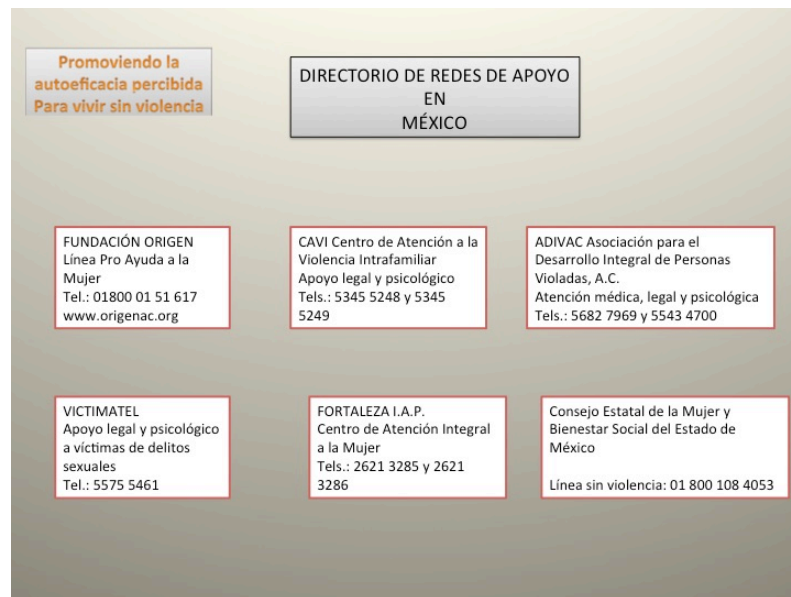 Promoviendo la
autoeficacia percibida
Para vivir sin violencia
DIRECTORIO DE REDES DE APOYO
EN
MÉXICO
FUNDACIÓN ORIGEN
Línea Pro Ayuda a la
Mujer
Tel.: 01800 01 51 617
www.origenac.org
CAVI Centro de Atención a la
Violencia Intrafamiliar
Apoyo legal y psicológico
Tels.: 5345 5248 y 5345
5249
ADIVAC Asociación para el
Desarrollo Integral de Personas
Violadas, A.C.
Atención médica, legal y psicológica
Tels.: 5682 7969 y 5543 4700
VICTIMATEL
Apoyo legal y psicológico
a víctimas de delitos
sexuales
Tel.: 5575 5461
FORTALEZA I.A.P.
Centro de Atención Integral
a la Mujer
Tels.: 2621 3285 y 2621
3286
Consejo Estatal de la Mujer y
Bienestar Social del Estado de
México
Línea sin violencia: 01 800 108 4053